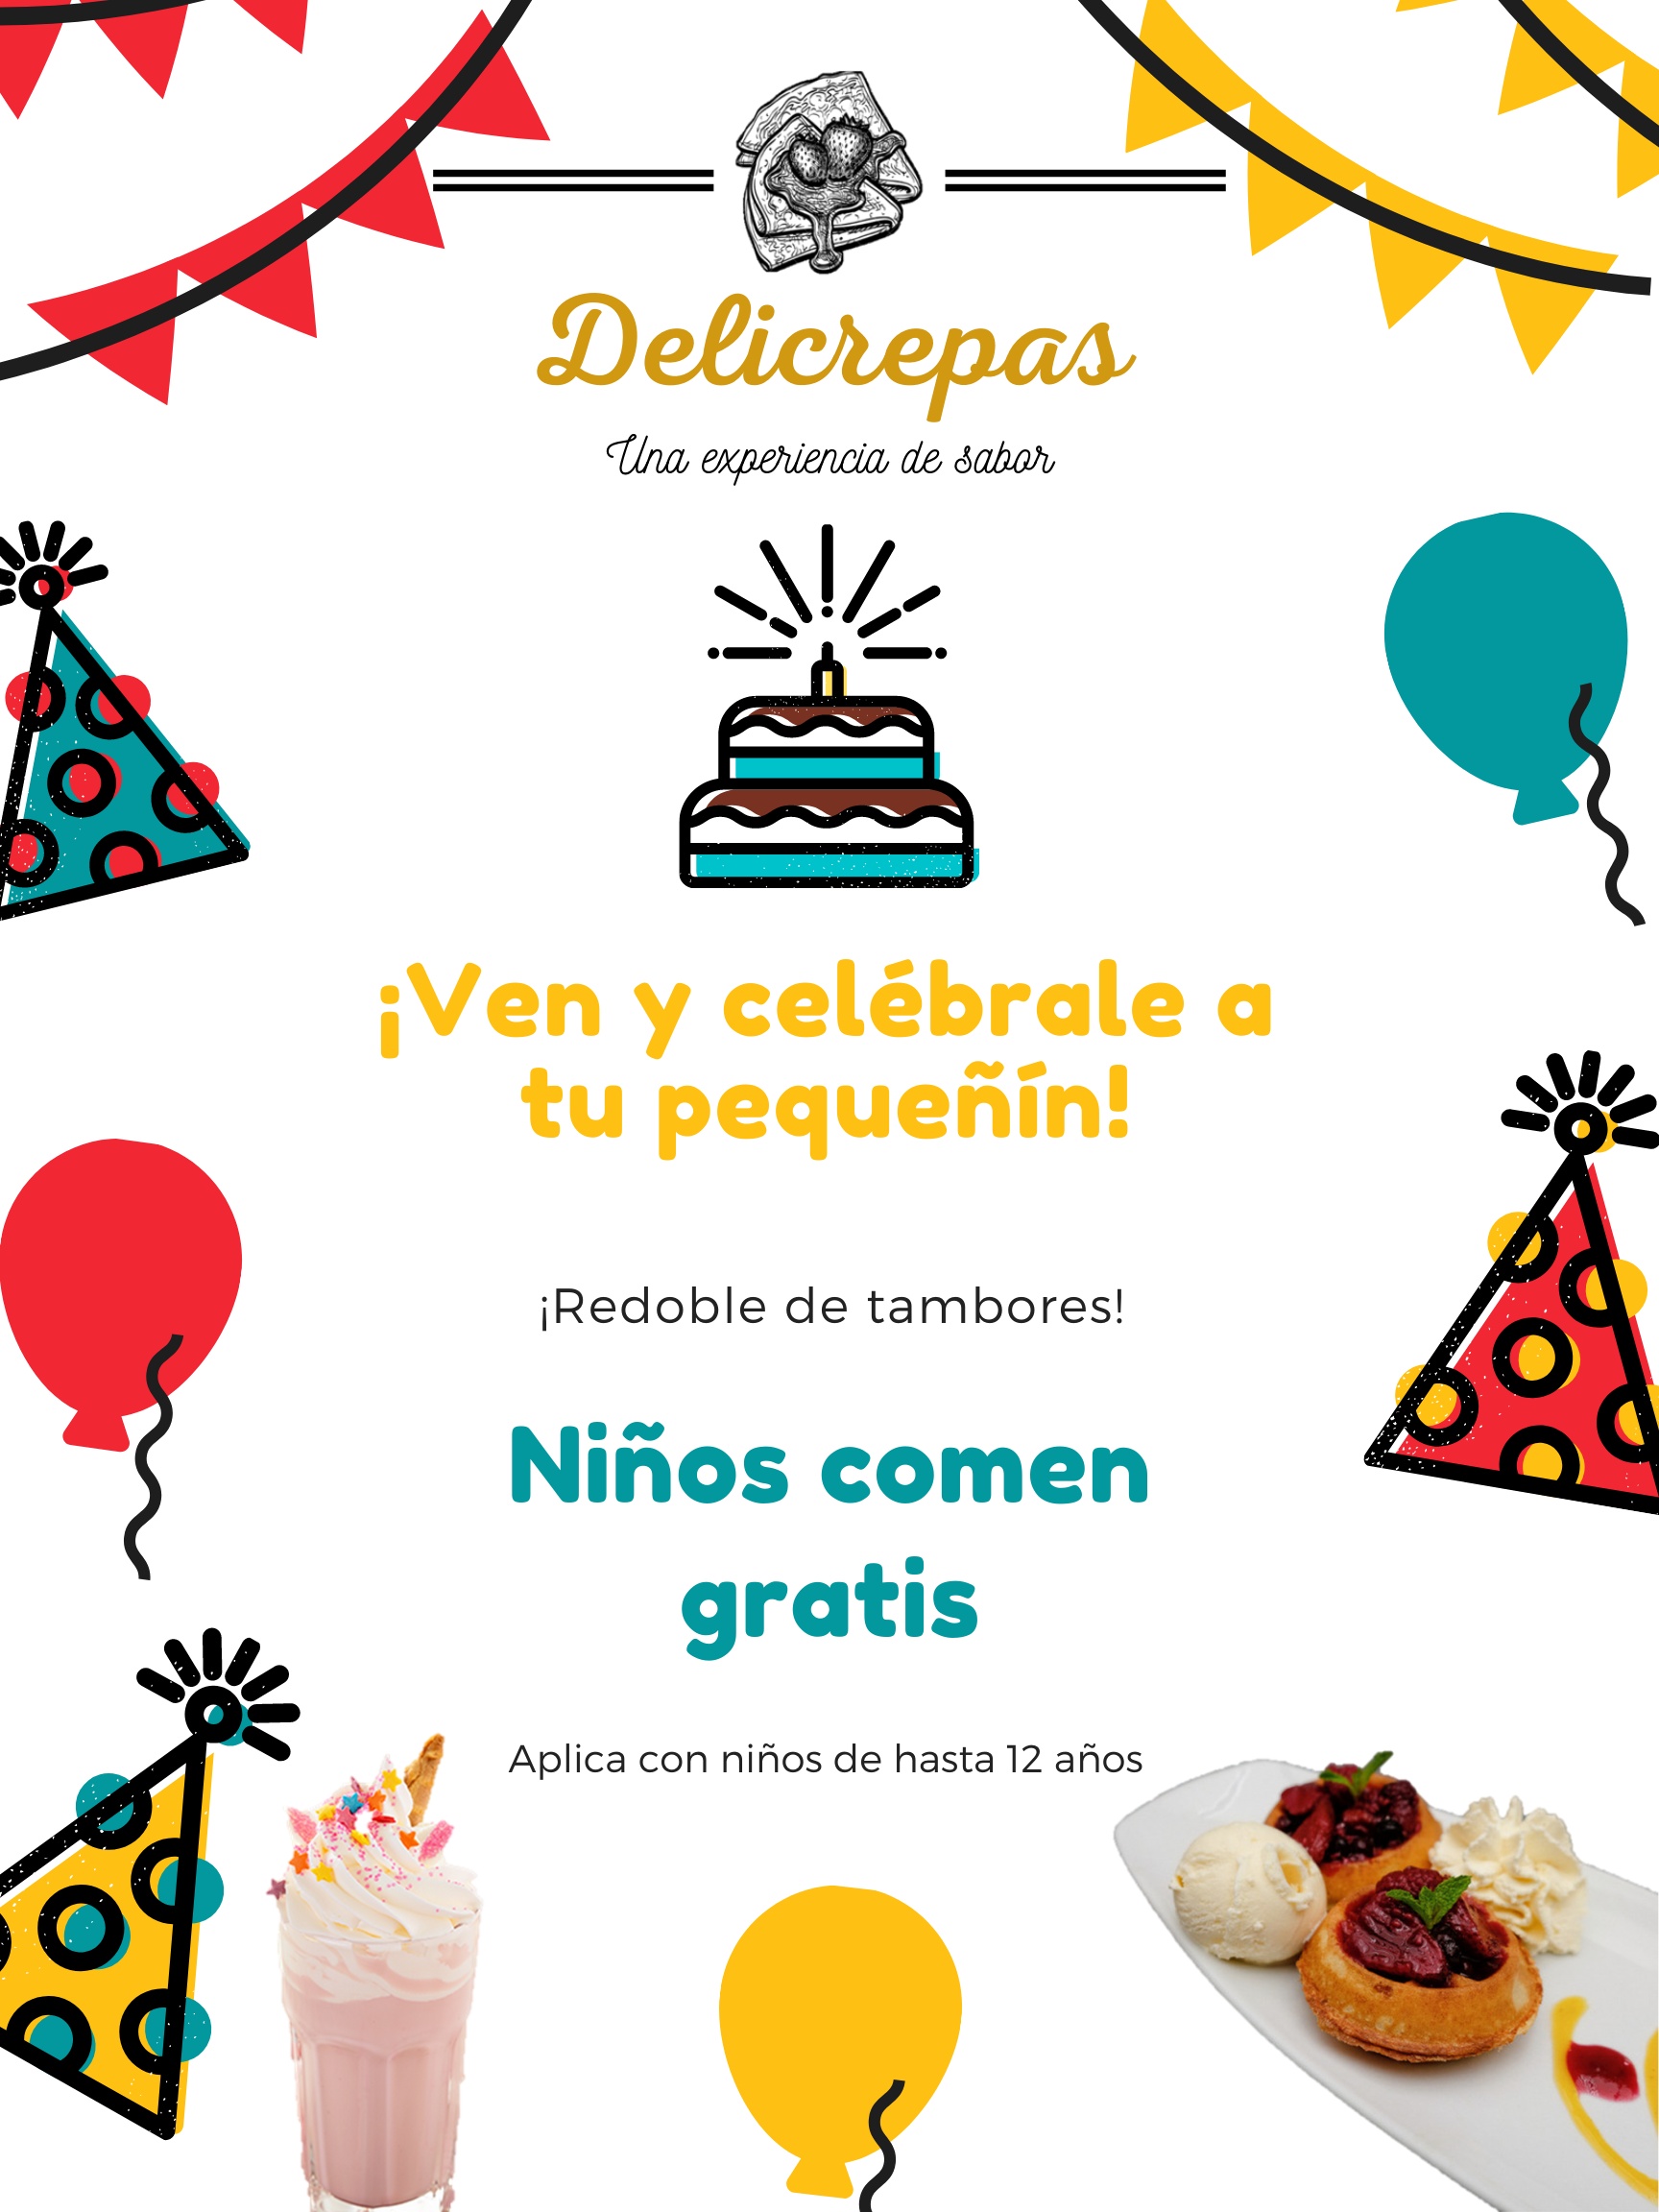 Delicrepas
Una experiencia de sabor
¡Ven y celébrale a
tu pequeñín!
¡Redoble de tambores!
Niños comen
gratis
Aplica con niños de hasta 12 años